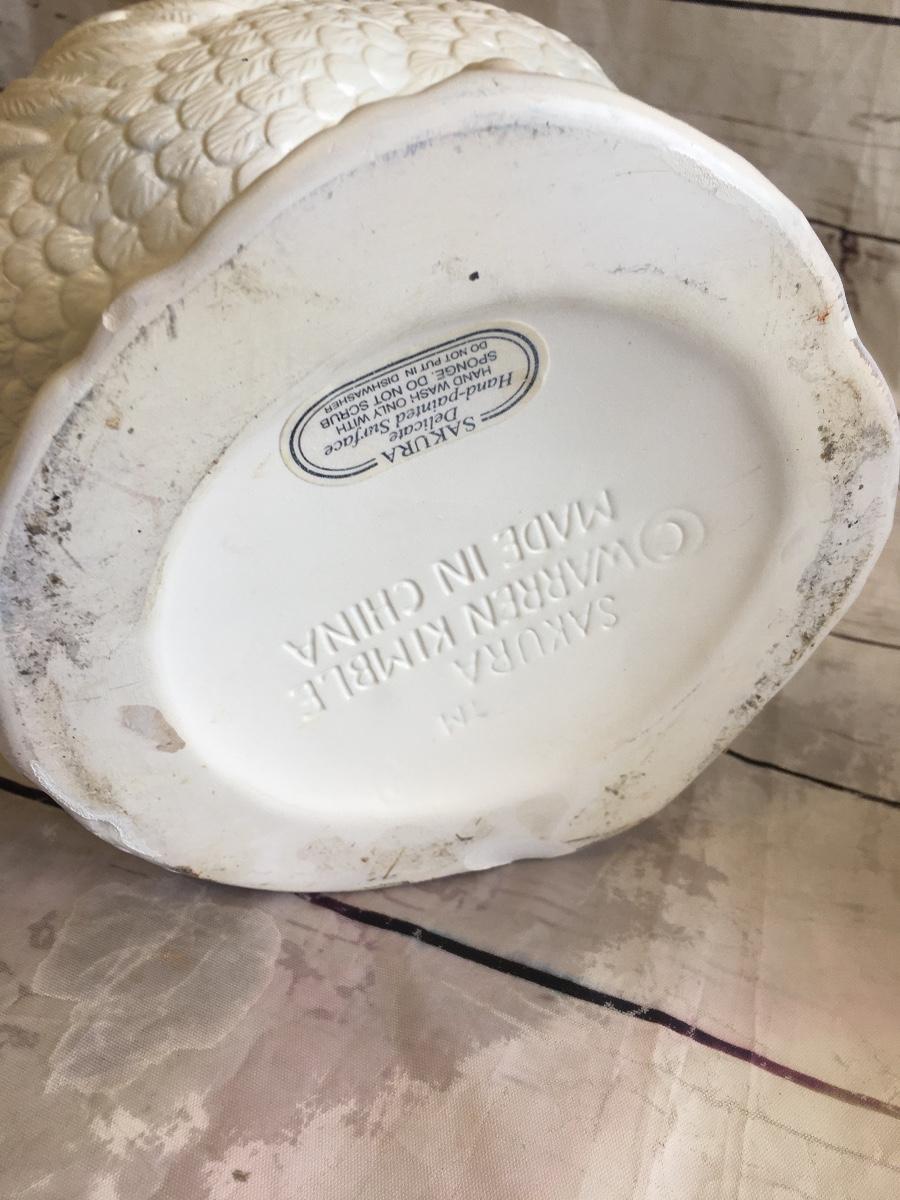 SAKURA
Delicate
Hand-painted Surface
HAND WASH ONLY WITH
SPONGE. DO NOT SCRUB
DO NOT PUT IN DISHWASHER
TM
SAKURA
©WARREN KIMBLE
MADE IN CHINA